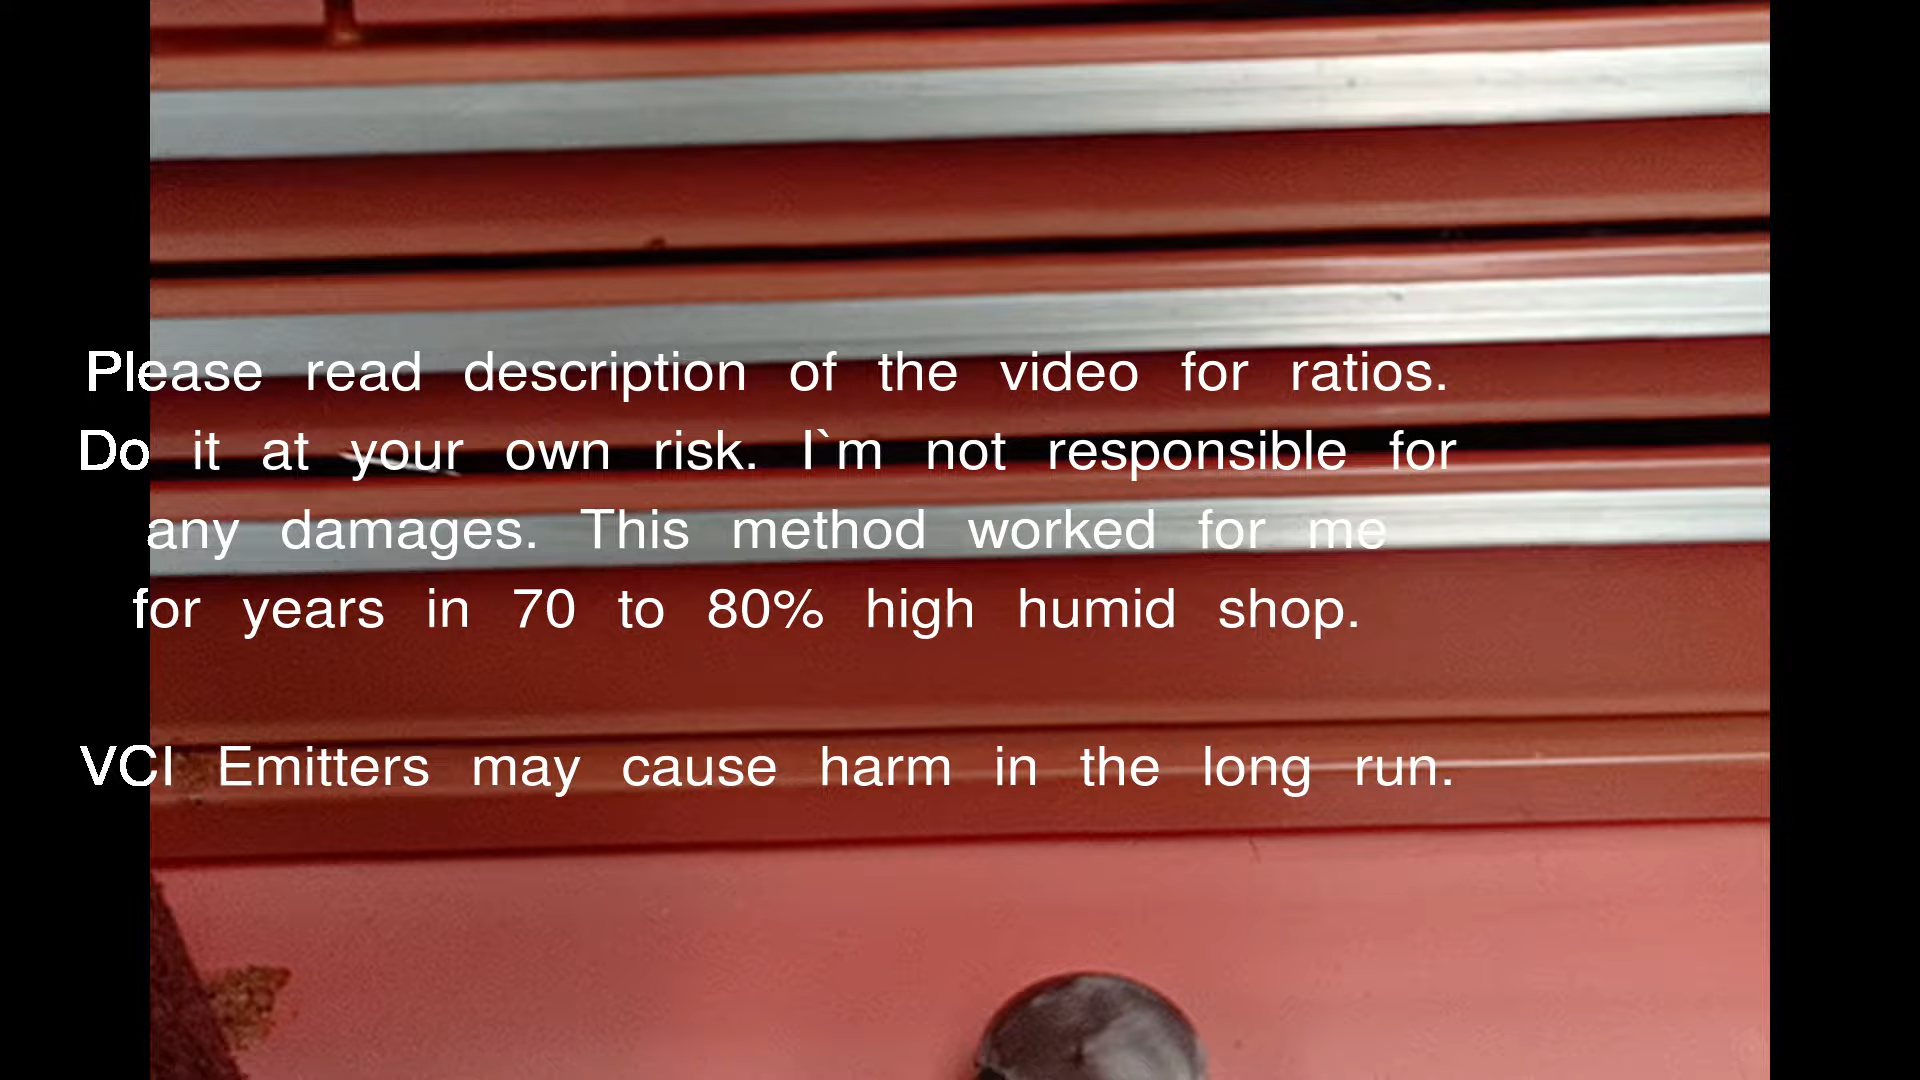 Please read description of the video for ratios.
Do it at your own risk. I`m not responsible for
any damages. This method worked for me
for years in 70 to 80% high humid shop.
VCI Emitters may cause harm in the long run.